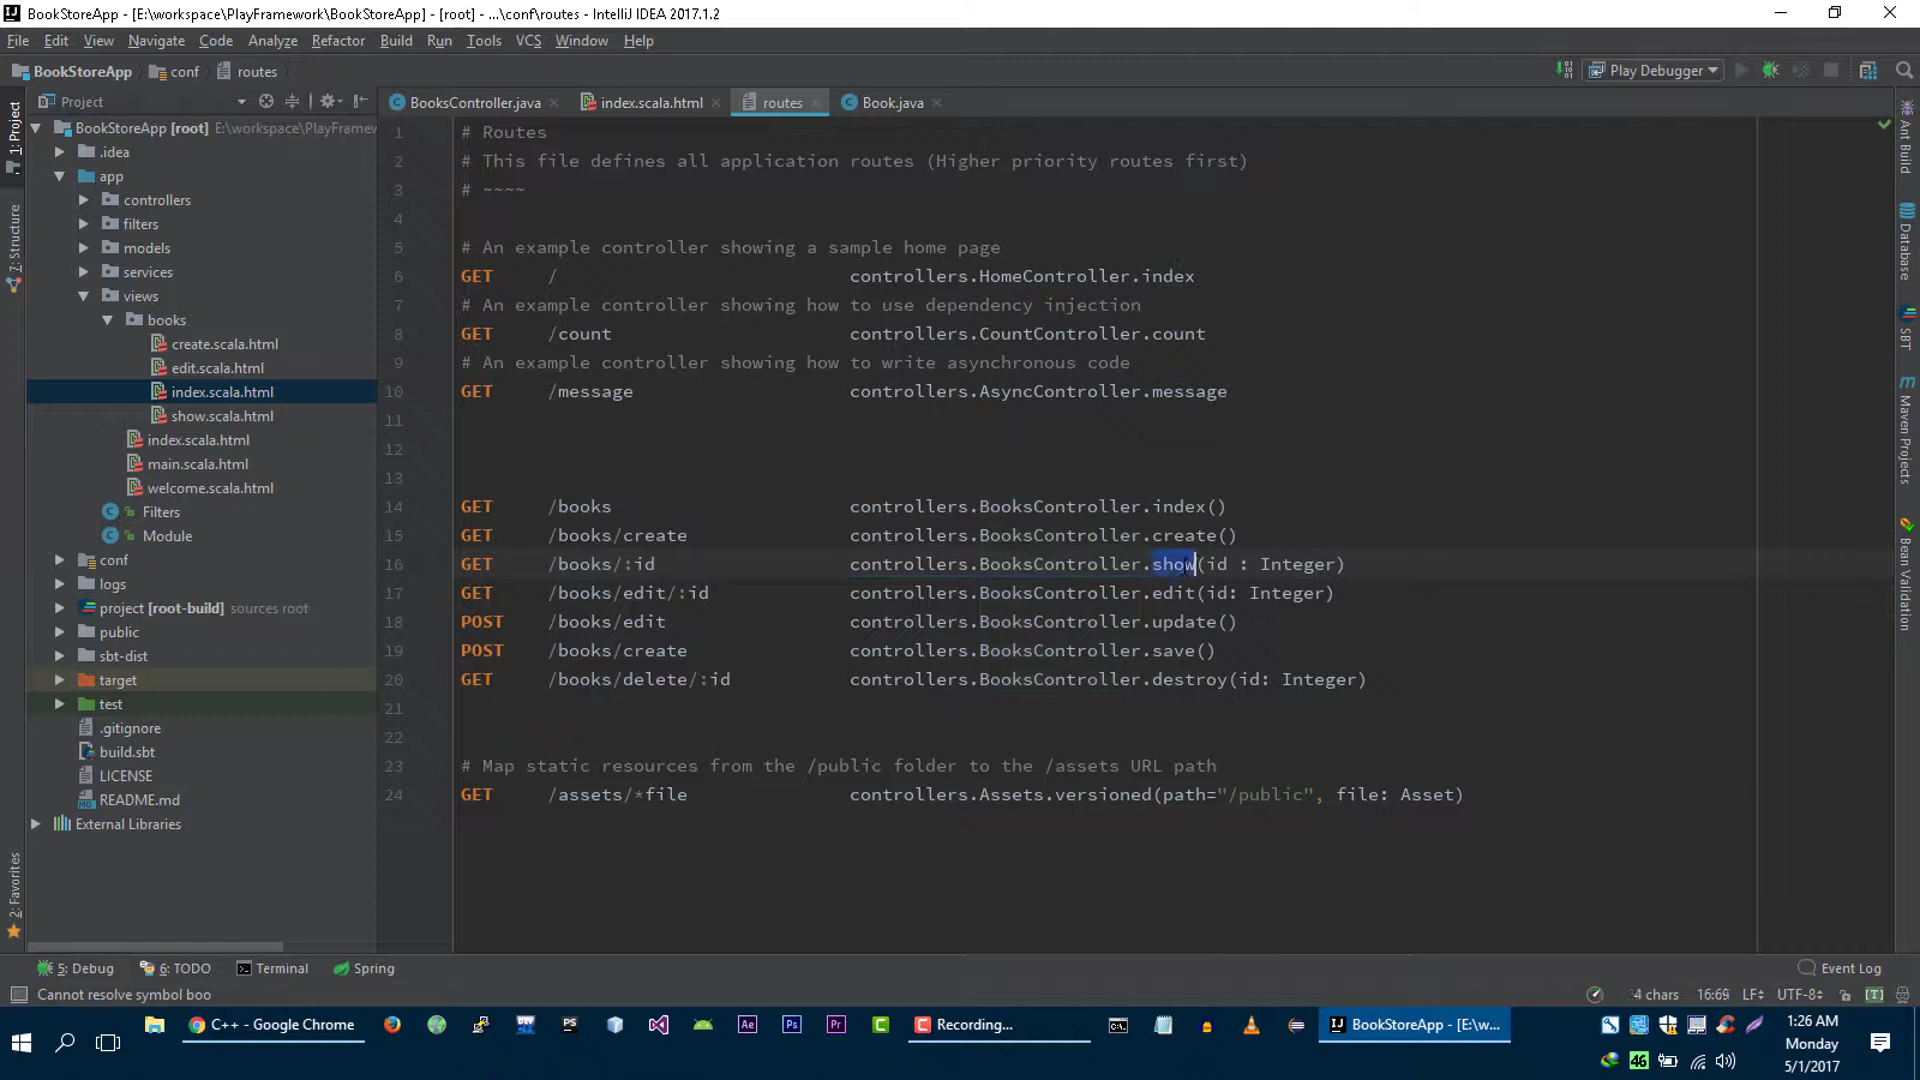 BookStoreApp - [E:\workspace\PlayFramework\BookStoreApp] - [root] - ...\conf\routes - IntelliJ IDEA 2017.1.2
File Edit View Navigate Code Analyze Refactor Build Run Tools VCS Window Help
BookStoreApp conf routes
Play Debugger
Project
BooksController.java index.scala.html routes Book.java
BookStoreApp [root] E:\workspace\PlayFramew
.idea
app
controllers
filters
models
services
views
books
create.scala.html
edit.scala.html
index.scala.html
show.scala.html
index.scala.html
main.scala.html
welcome.scala.html
Filters
Module
conf
logs
project [root-build] sources root
public
sbt-dist
target
test
.gitignore
build.sbt
LICENSE
README.md
External Libraries
1: Project
7: Structure
2: Favorites
1 # Routes
2 # This file defines all application routes (Higher priority routes first)
3 # ~~~~
4
5 # An example controller showing a sample home page
6 GET / controllers.HomeController.index
7 # An example controller showing how to use dependency injection
8 GET /count controllers.CountController.count
9 # An example controller showing how to write asynchronous code
10 GET /message controllers.AsyncController.message
11
12
13
14 GET /books controllers.BooksController.index()
15 GET /books/create controllers.BooksController.create()
16 GET /books/:id controllers.BooksController.show(id : Integer)
17 GET /books/edit/:id controllers.BooksController.edit(id: Integer)
18 POST /books/edit controllers.BooksController.update()
19 POST /books/create controllers.BooksController.save()
20 GET /books/delete/:id controllers.BooksController.destroy(id: Integer)
21
22
23 # Map static resources from the /public folder to the /assets URL path
24 GET /assets/*file controllers.Assets.versioned(path="/public", file: Asset)
Ant Build
Database
SBT
Maven Projects
Bean Validation
5: Debug 6: TODO Terminal Spring
Event Log
Cannot resolve symbol boo
4 chars 16:69 LF UTF-8 [T]
C++ - Google Chrome
Recording...
BookStoreApp - [E:\w...
1:26 AM
Monday
5/1/2017
46